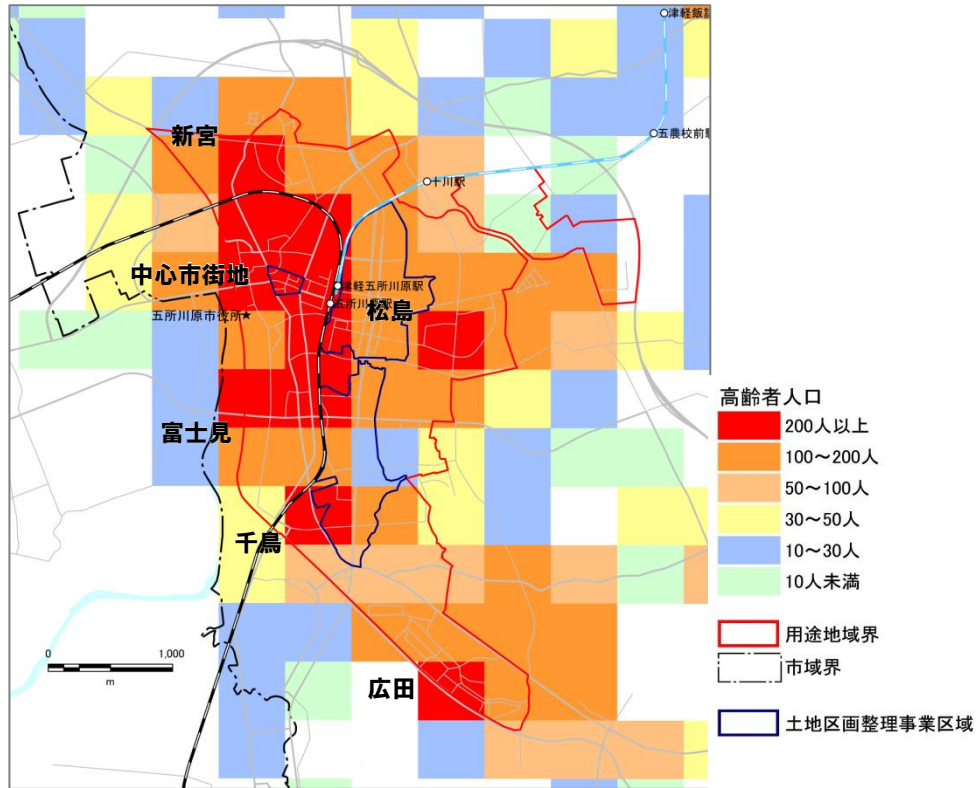 津軽飯詰
五農校前駅
新宮
十川駅
中心市街地
津軽五所川原駅
五所川原駅
五所川原市役所★
松島
高齢者人口
200人以上
富士見
100～200人
50～100人
30～50人
千鳥
10～30人
10人未満
用途地域界
0 1,000
m
市域界
広田
土地区画整理事業区域